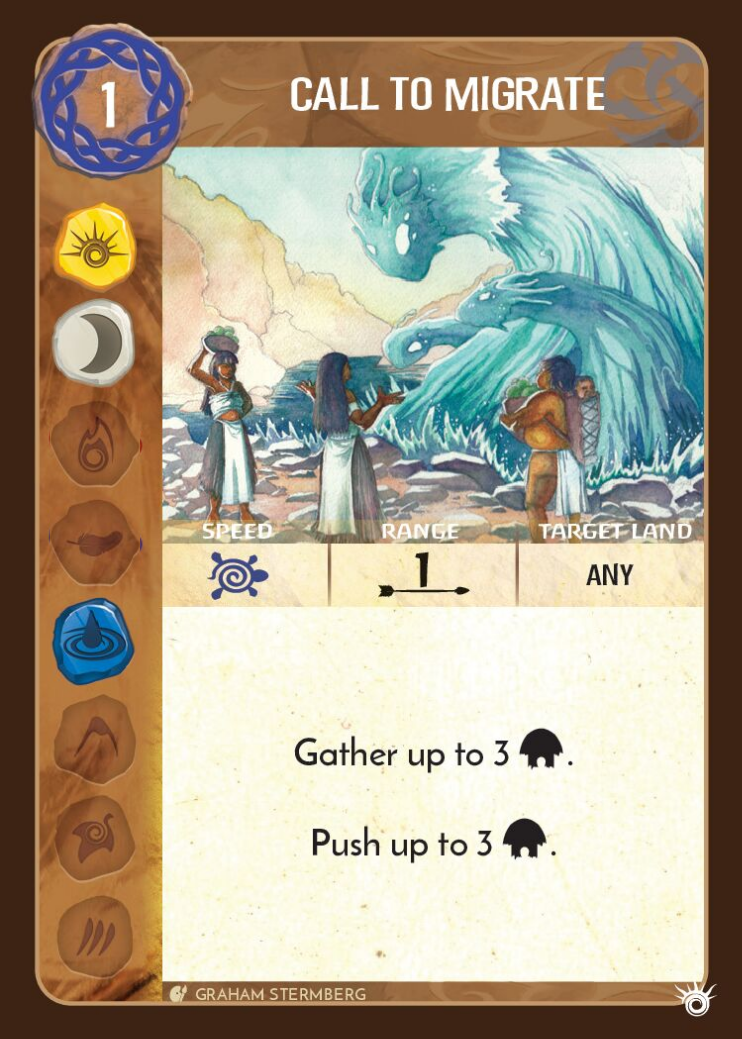 1
CALL TO MIGRATE
SPEED RANGE TARGET LAND
1 ANY
Gather up to 3 .
Push up to 3 .
GRAHAM STERMBERG